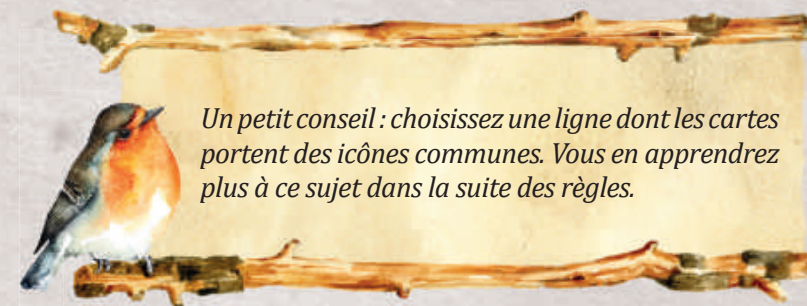 Un petit conseil : choisissez une ligne dont les cartes
portent des icônes communes. Vous en apprendrez
plus à ce sujet dans la suite des règles.